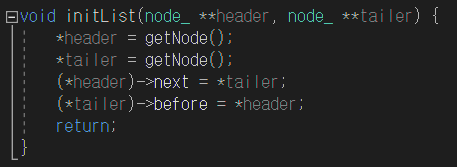 void initList(node_ **header, node_ **tailer) {
    *header = getNode();
    *tailer = getNode();
    (*header)->next = *tailer;
    (*tailer)->before = *header;
    return;
}